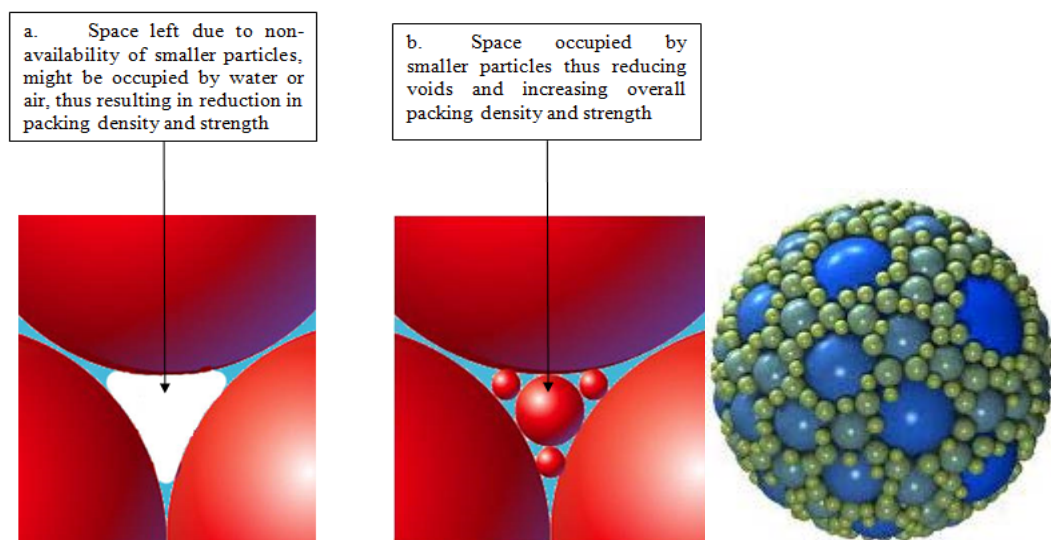 a. Space left due to non-
availability of smaller particles,
might be occupied by water or
air, thus resulting in reduction in
packing density and strength
b. Space occupied by
smaller particles thus reducing
voids and increasing overall
packing density and strength